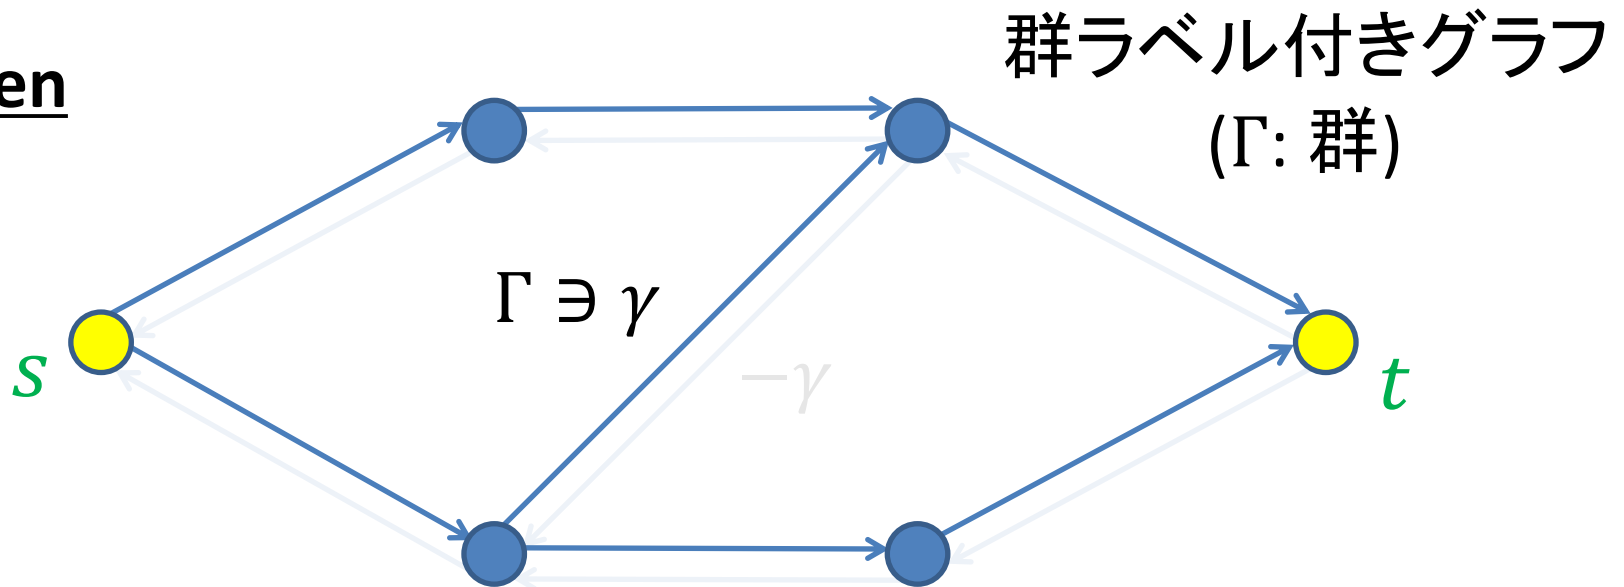 群ラベル付きグラフ
en
(Γ: 群)
Γ ∋ γ
−γ
s
t